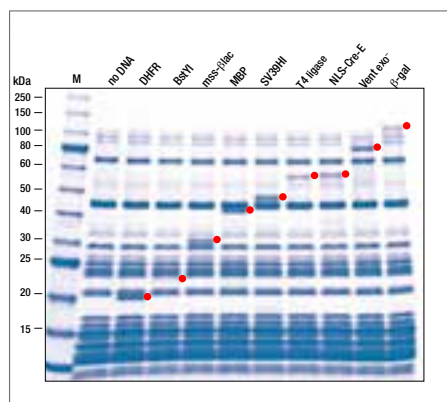 kDa
M
no DNA
DHFR
BstYI
mss-βlac
MBP
SV39HI
T4 ligase
NLS-Cre-E
Vent exo⁻
β-gal
250
150
100
80
60
50
40
30
25
20
15